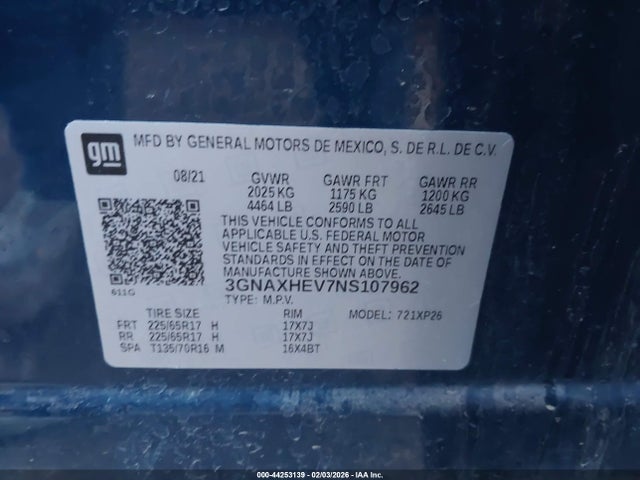 gm
MFD BY GENERAL MOTORS DE MEXICO, S. DE R.L. DE C.V.
08/21 GVWR GAWR FRT GAWR RR
2025 KG 1175 KG 1200 KG
4464 LB 2590 LB 2645 LB
THIS VEHICLE CONFORMS TO ALL
APPLICABLE U.S. FEDERAL MOTOR
VEHICLE SAFETY AND THEFT PREVENTION
STANDARDS IN EFFECT ON THE DATE OF
MANUFACTURE SHOWN ABOVE.
611G 3GNAXHEV7NS107962
TYPE: M.P.V.
TIRE SIZE RIM MODEL: 721XP26
FRT 225/65R17 H 17X7J
RR 225/65R17 H 17X7J
SPA T135/70R16 M 16X4BT
000-44253139 - 02/03/2026 - IAA Inc.